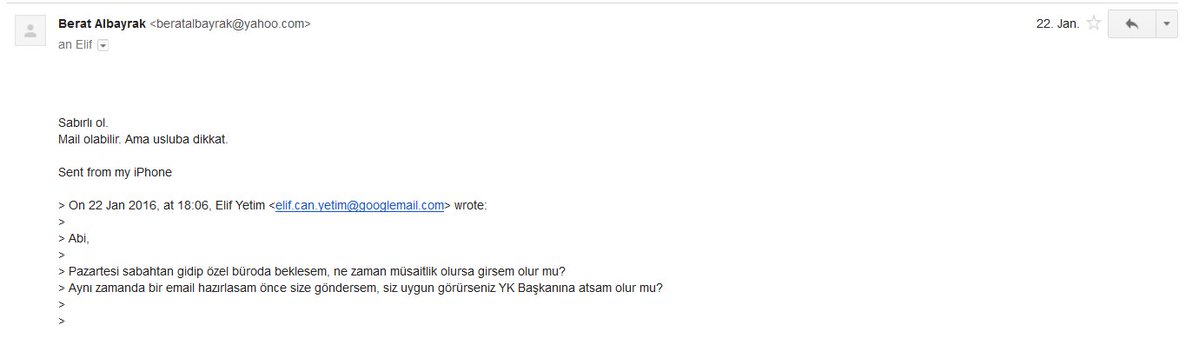 Berat Albayrak <beratalbayrak@yahoo.com>
22. Jan.
an Elif
Sabırlı ol.
Mail olabilir. Ama usluba dikkat.
Sent from my iPhone
> On 22 Jan 2016, at 18:06, Elif Yetim <elif.can.yetim@googlemail.com> wrote:
>
> Abi,
>
> Pazartesi sabahtan gidip özel büroda beklesem, ne zaman müsaitlik olursa girsem olur mu?
> Aynı zamanda bir email hazırlasam önce size göndersem, siz uygun görürseniz YK Başkanına atsam olur mu?
>
>